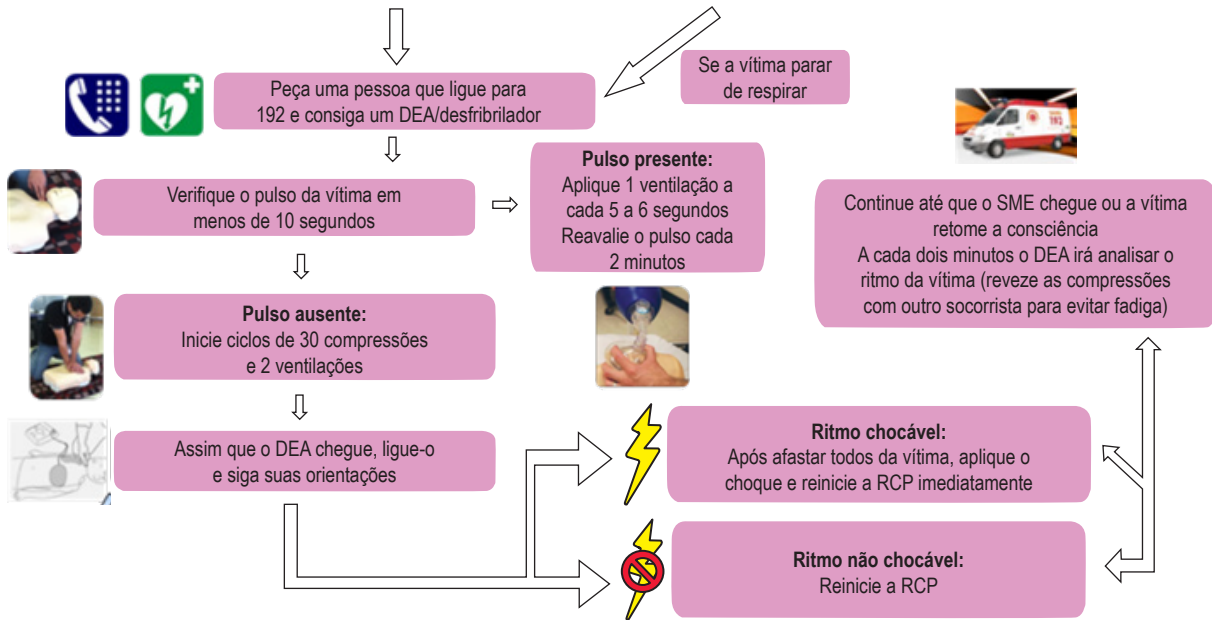 Peça uma pessoa que ligue para
192 e consiga um DEA/desfribrilador
Se a vítima parar
de respirar
Verifique o pulso da vítima em
menos de 10 segundos
Pulso presente:
Aplique 1 ventilação a
cada 5 a 6 segundos
Reavalie o pulso cada
2 minutos
Pulso ausente:
Inicie ciclos de 30 compressões
e 2 ventilações
Assim que o DEA chegue, ligue-o
e siga suas orientações
Ritmo chocável:
Após afastar todos da vítima, aplique o
choque e reinicie a RCP imediatamente
Ritmo não chocável:
Reinicie a RCP
192
Continue até que o SME chegue ou a vítima
retome a consciência
A cada dois minutos o DEA irá analisar o
ritmo da vítima (reveze as compressões
com outro socorrista para evitar fadiga)